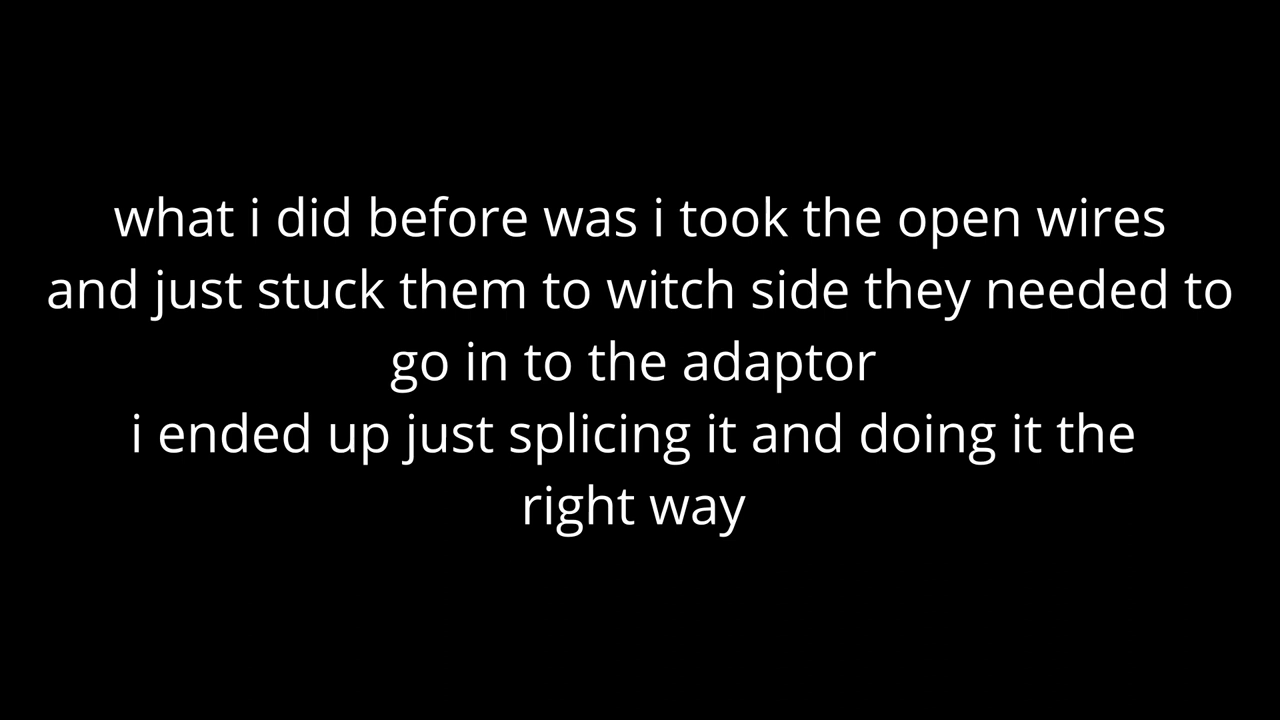 what i did before was i took the open wires
and just stuck them to witch side they needed to
go in to the adaptor
i ended up just splicing it and doing it the
right way